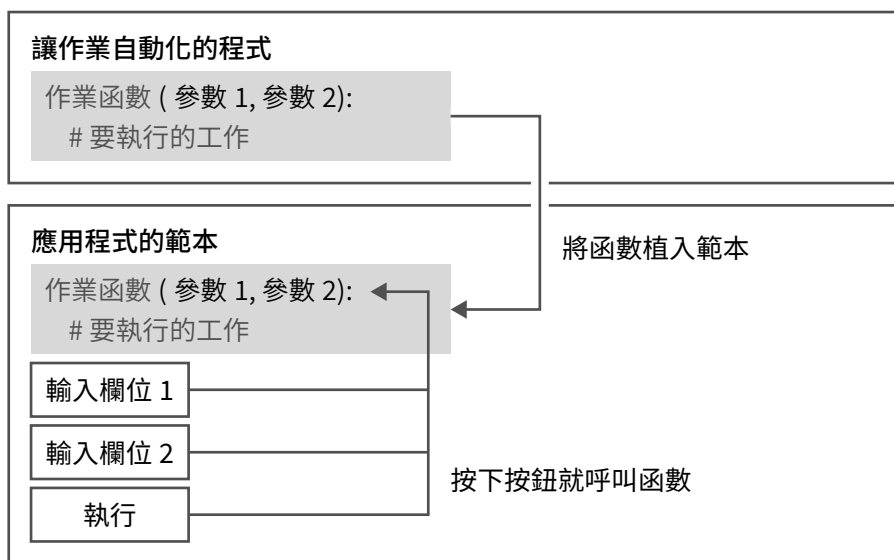 讓作業自動化的程式
作業函數 ( 參數 1, 參數 2):
# 要執行的工作
應用程式的範本
將函數植入範本
作業函數 ( 參數 1, 參數 2):
# 要執行的工作
輸入欄位 1
輸入欄位 2
按下按鈕就呼叫函數
執行